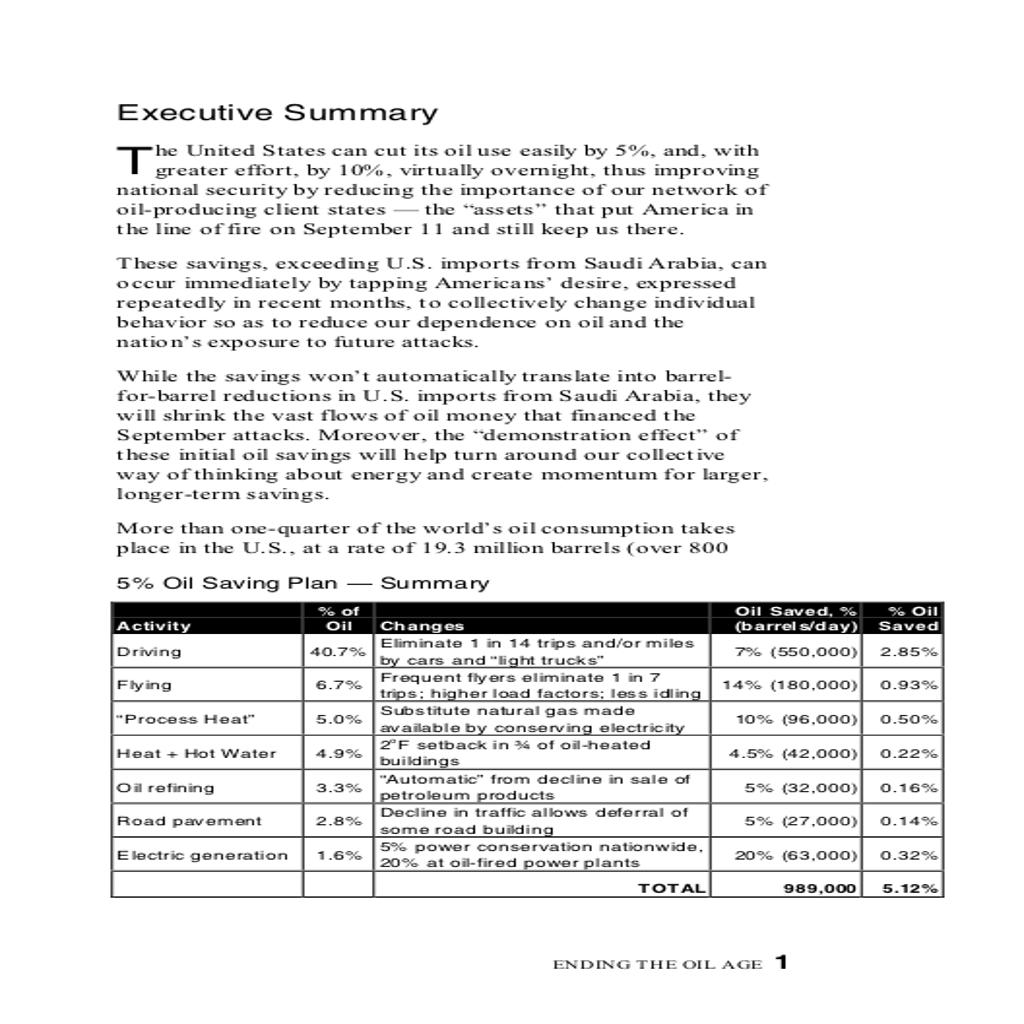 Executive Summary
The United States can cut its oil use easily by 5%, and, with
greater effort, by 10%, virtually overnight, thus improving
national security by reducing the importance of our network of
oil-producing client states — the “assets” that put America in
the line of fire on September 11 and still keep us there.
These savings, exceeding U.S. imports from Saudi Arabia, can
occur immediately by tapping Americans’ desire, expressed
repeatedly in recent months, to collectively change individual
behavior so as to reduce our dependence on oil and the
nation’s exposure to future attacks.
While the savings won’t automatically translate into barrel-
for-barrel reductions in U.S. imports from Saudi Arabia, they
will shrink the vast flows of oil money that financed the
September attacks. Moreover, the “demonstration effect” of
these initial oil savings will help turn around our collective
way of thinking about energy and create momentum for larger,
longer-term savings.
More than one-quarter of the world’s oil consumption takes
place in the U.S., at a rate of 19.3 million barrels (over 800
5% Oil Saving Plan — Summary
% of Oil Saved, % % Oil
Activity Oil Changes (barrels/day) Saved
Driving 40.7% Eliminate 1 in 14 trips and/or miles
by cars and “light trucks” 7% (550,000) 2.85%
Flying 6.7% Frequent flyers eliminate 1 in 7
trips; higher load factors; less idling 14% (180,000) 0.93%
“Process Heat” 5.0% Substitute natural gas made
available by conserving electricity 10% (96,000) 0.50%
Heat + Hot Water 4.9% 2°F setback in ¾ of oil-heated
buildings 4.5% (42,000) 0.22%
Oil refining 3.3% “Automatic” from decline in sale of
petroleum products 5% (32,000) 0.16%
Road pavement 2.8% Decline in traffic allows deferral of
some road building 5% (27,000) 0.14%
Electric generation 1.6% 5% power conservation nationwide,
20% at oil-fired power plants 20% (63,000) 0.32%
TOTAL 989,000 5.12%
ENDING THE OIL AGE 1